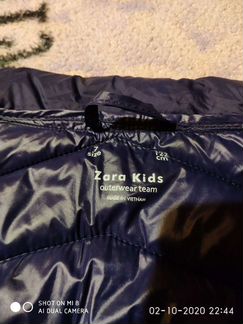 7
SIZE
122
CM
Zara Kids
outerwear team
MADE IN VIETNAM
SHOT ON MI 8
AI DUAL CAMERA
02-10-2020 22:44